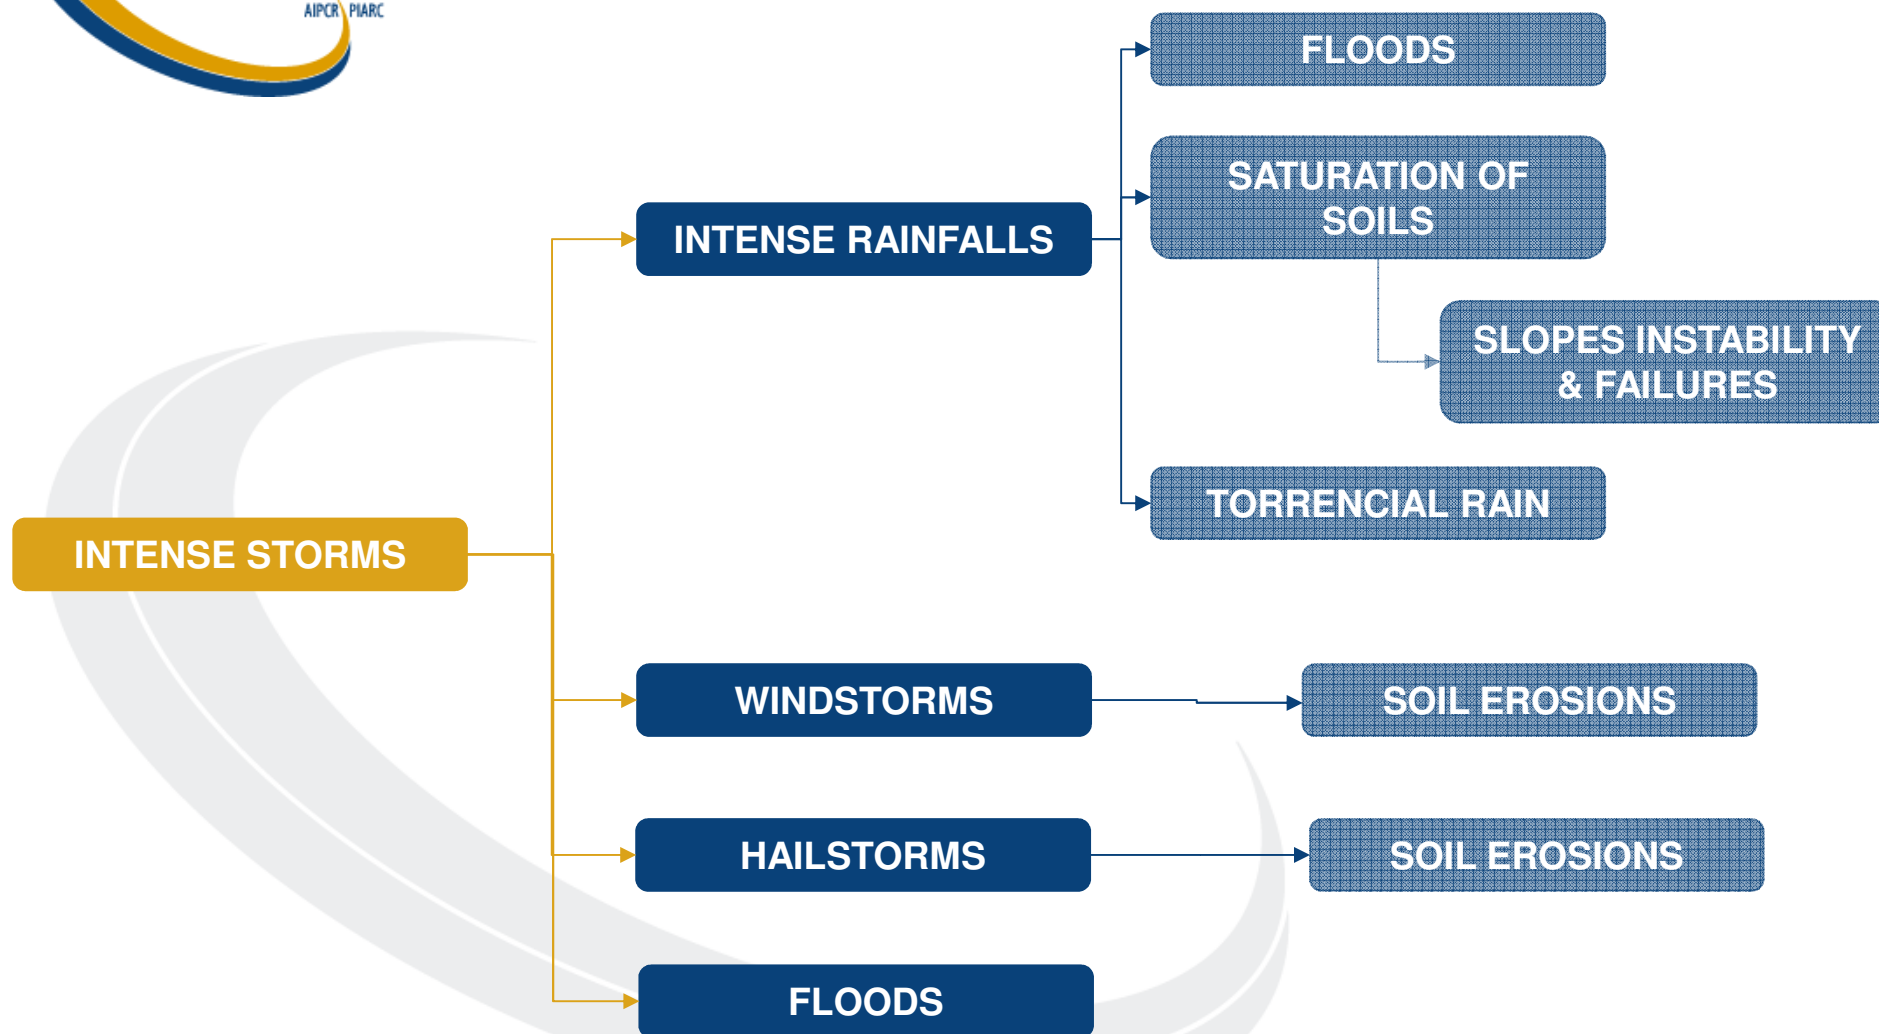 AIPCR PIARC
FLOODS
SATURATION OF
SOILS
INTENSE RAINFALLS
SLOPES INSTABILITY
& FAILURES
TORRENCIAL RAIN
INTENSE STORMS
WINDSTORMS
SOIL EROSIONS
HAILSTORMS
SOIL EROSIONS
FLOODS